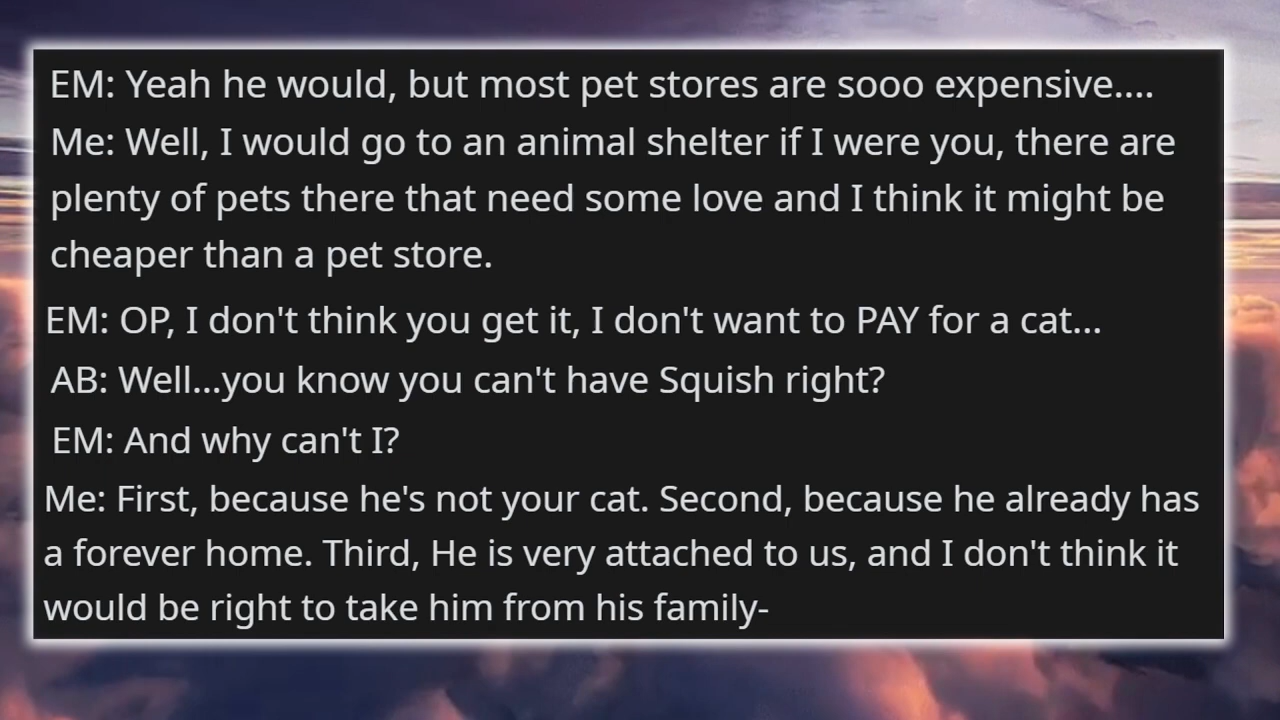 EM: Yeah he would, but most pet stores are sooo expensive....
Me: Well, I would go to an animal shelter if I were you, there are
plenty of pets there that need some love and I think it might be
cheaper than a pet store.
EM: OP, I don't think you get it, I don't want to PAY for a cat...
AB: Well...you know you can't have Squish right?
EM: And why can't I?
Me: First, because he's not your cat. Second, because he already has
a forever home. Third, He is very attached to us, and I don't think it
would be right to take him from his family-